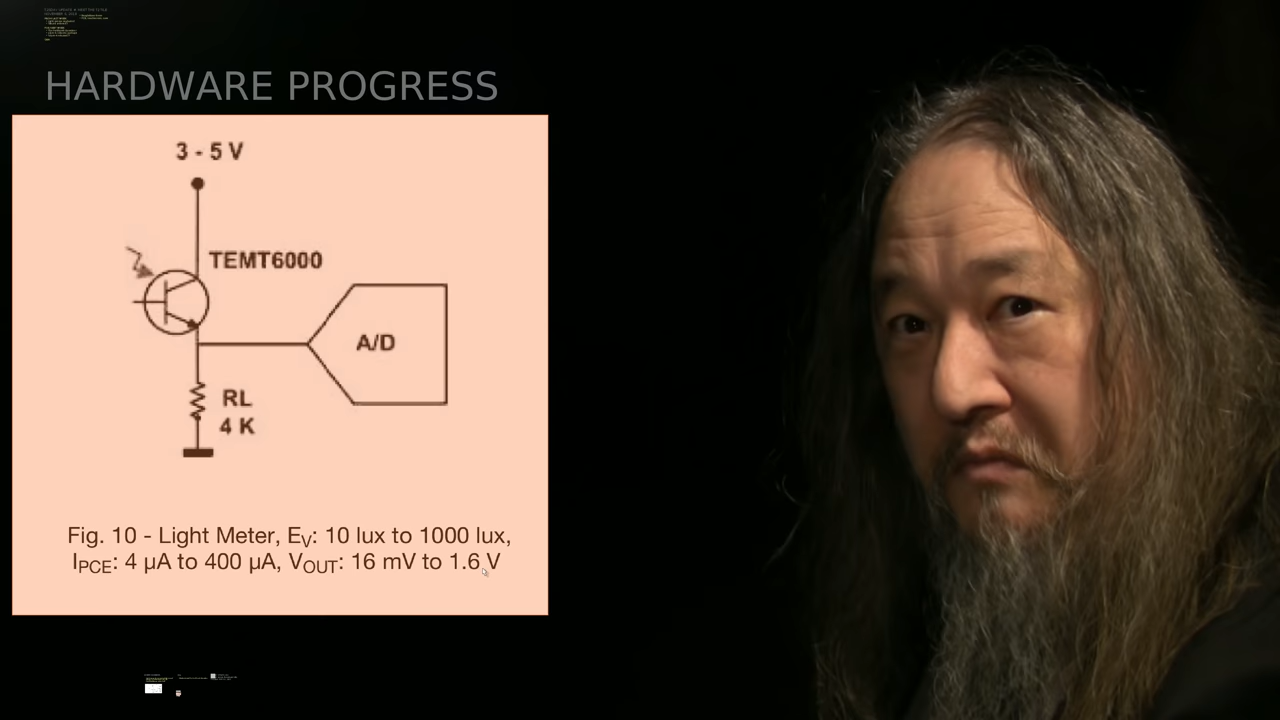 HARDWARE PROGRESS
3 - 5 V
TEMT6000
A/D
RL
4 K
Fig. 10 - Light Meter, EV: 10 lux to 1000 lux,
IPCE: 4 µA to 400 µA, VOUT: 16 mV to 1.6 V